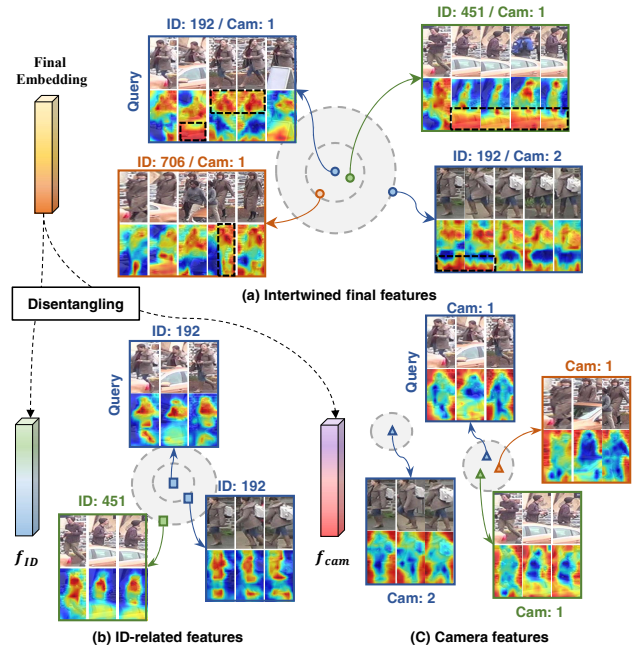 ID: 192 / Cam: 1
ID: 451 / Cam: 1
Final
Embedding
Query
ID: 706 / Cam: 1
ID: 192 / Cam: 2
(a) Intertwined final features
Disentangling
ID: 192
Cam: 1
Query
Query
Cam: 1
ID: 451
ID: 192
f_ID
f_cam
Cam: 2
Cam: 1
(b) ID-related features
(C) Camera features